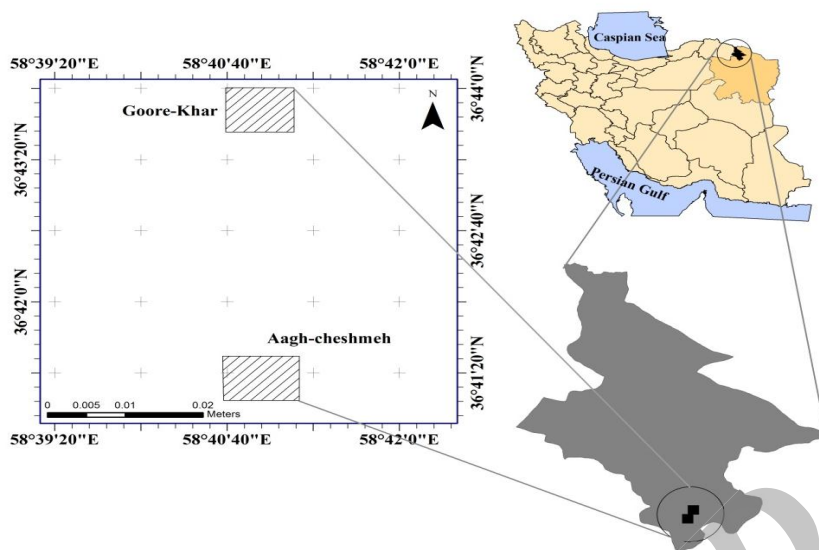 58°39'20"E 58°40'40"E 58°42'0"E
36°44'0"N
36°43'20"N
36°42'40"N
36°42'0"N
36°41'20"N
N
Goore-Khar
Aagh-cheshmeh
0 0.005 0.01 0.02
Meters
58°39'20"E 58°40'40"E 58°42'0"E
Caspian Sea
Persian Gulf